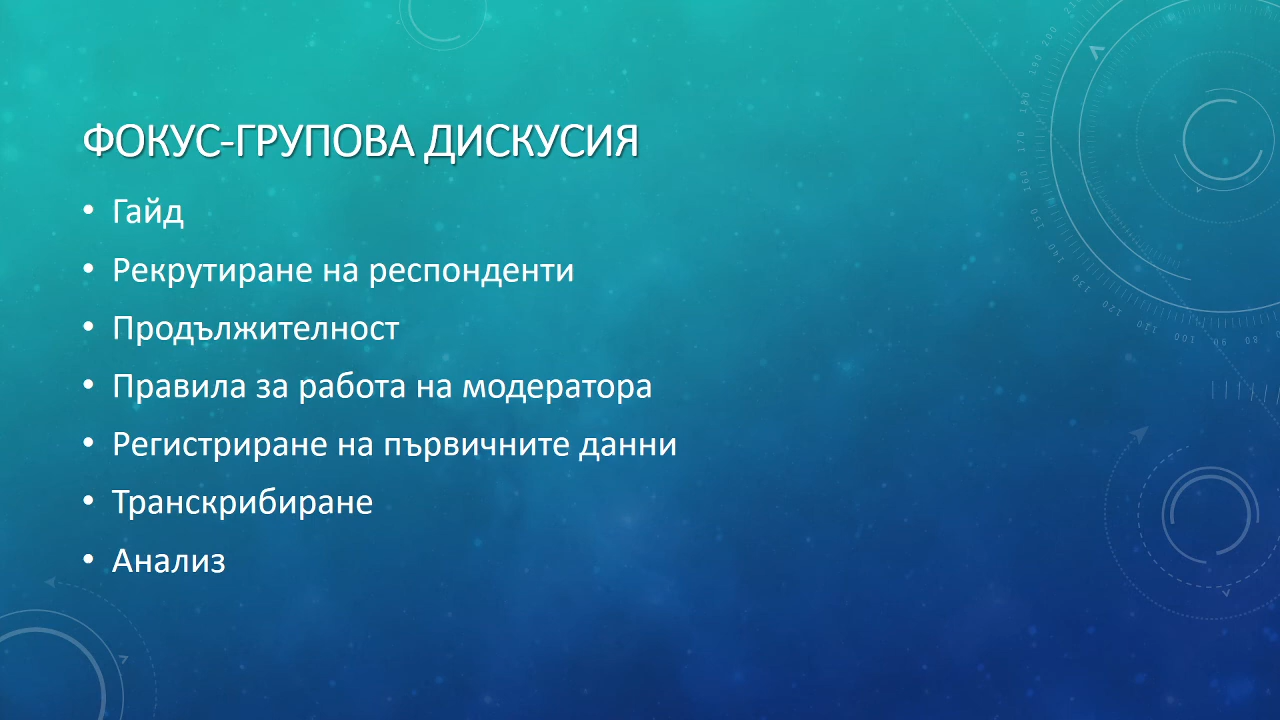 ФОКУС-ГРУПОВА ДИСКУСИЯ
• Гайд
• Рекрутиране на респонденти
• Продължителност
• Правила за работа на модератора
• Регистриране на първичните данни
• Транскрибиране
• Анализ